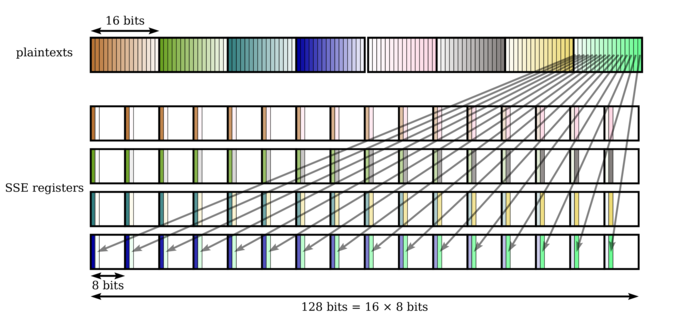 16 bits
plaintexts
SSE registers
8 bits
128 bits = 16 × 8 bits